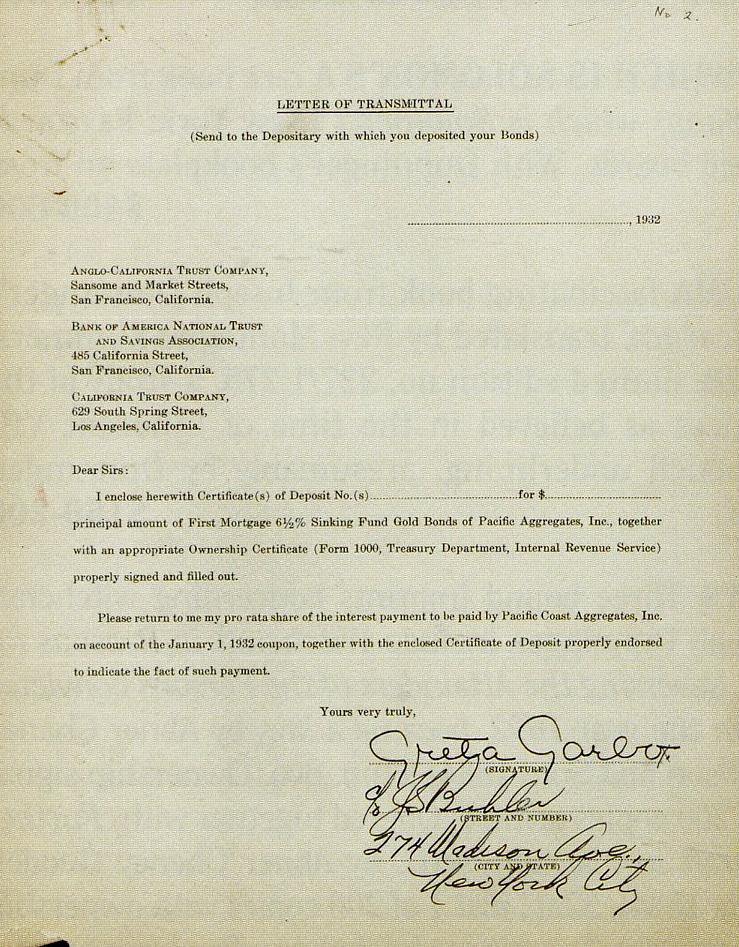 No 2.
LETTER OF TRANSMITTAL
(Send to the Depositary with which you deposited your Bonds)
........................................, 1932
ANGLO-CALIFORNIA TRUST COMPANY,
Sansome and Market Streets,
San Francisco, California.
BANK OF AMERICA NATIONAL TRUST
AND SAVINGS ASSOCIATION,
485 California Street,
San Francisco, California.
CALIFORNIA TRUST COMPANY,
629 South Spring Street,
Los Angeles, California.
Dear Sirs:
I enclose herewith Certificate(s) of Deposit No.(s)..............................for $..............................
principal amount of First Mortgage 6½% Sinking Fund Gold Bonds of Pacific Aggregates, Inc., together
with an appropriate Ownership Certificate (Form 1000, Treasury Department, Internal Revenue Service)
properly signed and filled out.
Please return to me my pro rata share of the interest payment to be paid by Pacific Coast Aggregates, Inc.
on account of the January 1, 1932 coupon, together with the enclosed Certificate of Deposit properly endorsed
to indicate the fact of such payment.
Yours very truly,
Greta Garbo.
(SIGNATURE)
c/o JS Buhler
(STREET AND NUMBER)
274 Madison Ave.,
(CITY AND STATE)
New York City